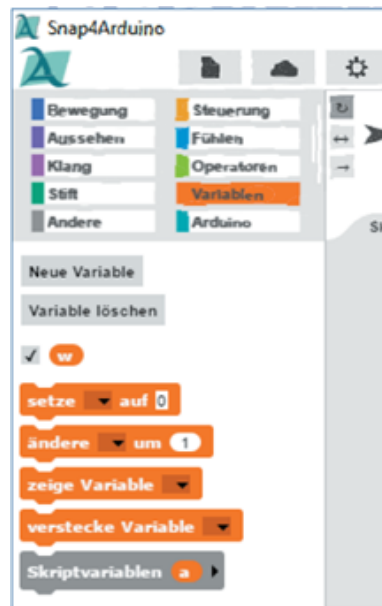 Snap4Arduino
Bewegung
Aussehen
Klang
Stift
Andere
Steuerung
Fühlen
Operatoren
Variablen
Arduino
Neue Variable
Variable löschen
w
setze auf 0
ändere um 1
zeige Variable
verstecke Variable
Skriptvariablen a